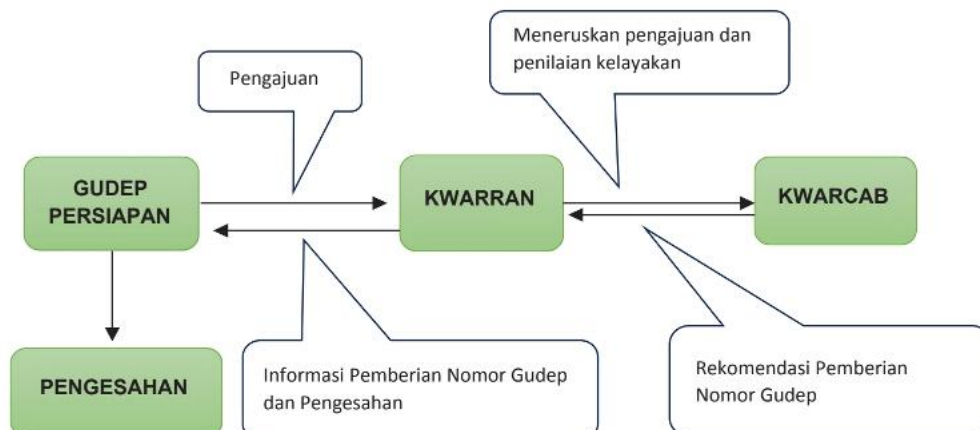 Pengajuan
Meneruskan pengajuan dan
penilaian kelayakan
GUDEP
PERSIAPAN
KWARRAN
KWARCAB
PENGESAHAN
Informasi Pemberian Nomor Gudep
dan Pengesahan
Rekomendasi Pemberian
Nomor Gudep